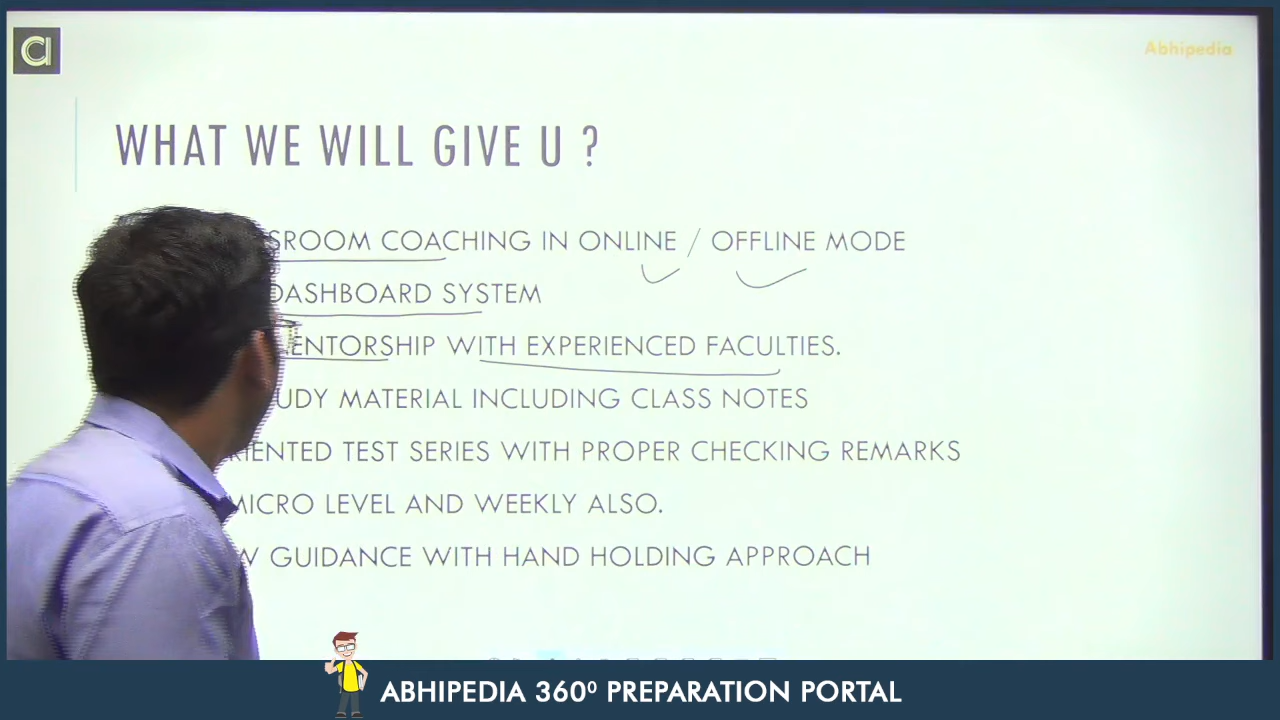 a
Abhipedia
WHAT WE WILL GIVE U ?
SROOM COACHING IN ONLINE / OFFLINE MODE
DASHBOARD SYSTEM
ENTORSHIP WITH EXPERIENCED FACULTIES.
UDY MATERIAL INCLUDING CLASS NOTES
RIENTED TEST SERIES WITH PROPER CHECKING REMARKS
MICRO LEVEL AND WEEKLY ALSO.
W GUIDANCE WITH HAND HOLDING APPROACH
ABHIPEDIA 360⁰ PREPARATION PORTAL